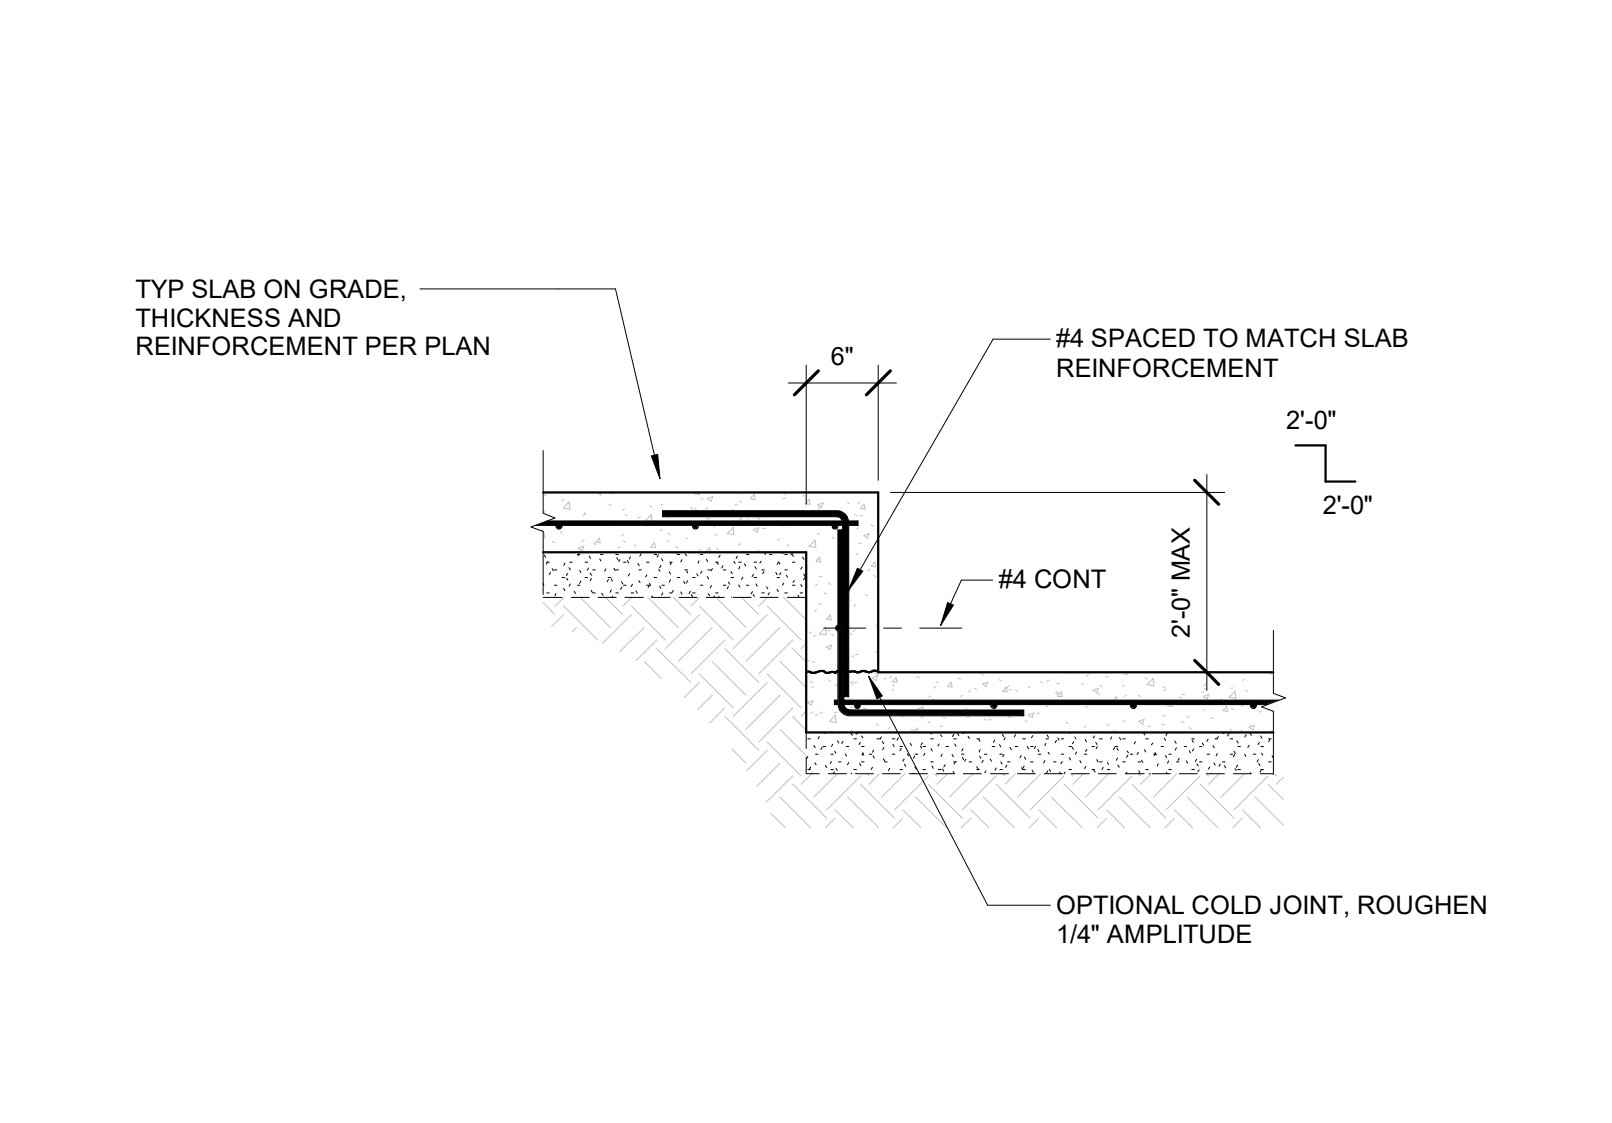 TYP SLAB ON GRADE,
THICKNESS AND
REINFORCEMENT PER PLAN
6"
#4 SPACED TO MATCH SLAB
REINFORCEMENT
2'-0"
2'-0"
2'-0" MAX
#4 CONT
OPTIONAL COLD JOINT, ROUGHEN
1/4" AMPLITUDE